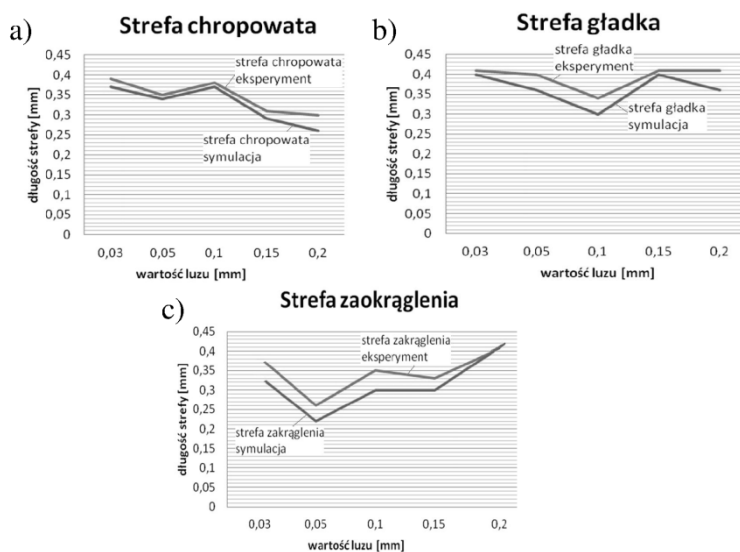 a)
Strefa chropowata
0,45
0,4
0,35
0,3
0,25
0,2
0,15
0,1
0,05
0
długość strefy [mm]
strefa chropowata
eksperyment
strefa chropowata
symulacja
0,03 0,05 0,1 0,15 0,2
wartość luzu [mm]
b)
Strefa gładka
0,45
0,4
0,35
0,3
0,25
0,2
0,15
0,1
0,05
0
długość strefy [mm]
strefa gładka
eksperyment
strefa gładka
symulacja
0,03 0,05 0,1 0,15 0,2
wartość luzu [mm]
c)
Strefa zaokrąglenia
0,45
0,4
0,35
0,3
0,25
0,2
0,15
0,1
0,05
0
długość strefy [mm]
strefa zakrąglenia
eksperyment
strefa zakrąglenia
symulacja
0,03 0,05 0,1 0,15 0,2
wartość luzu [mm]